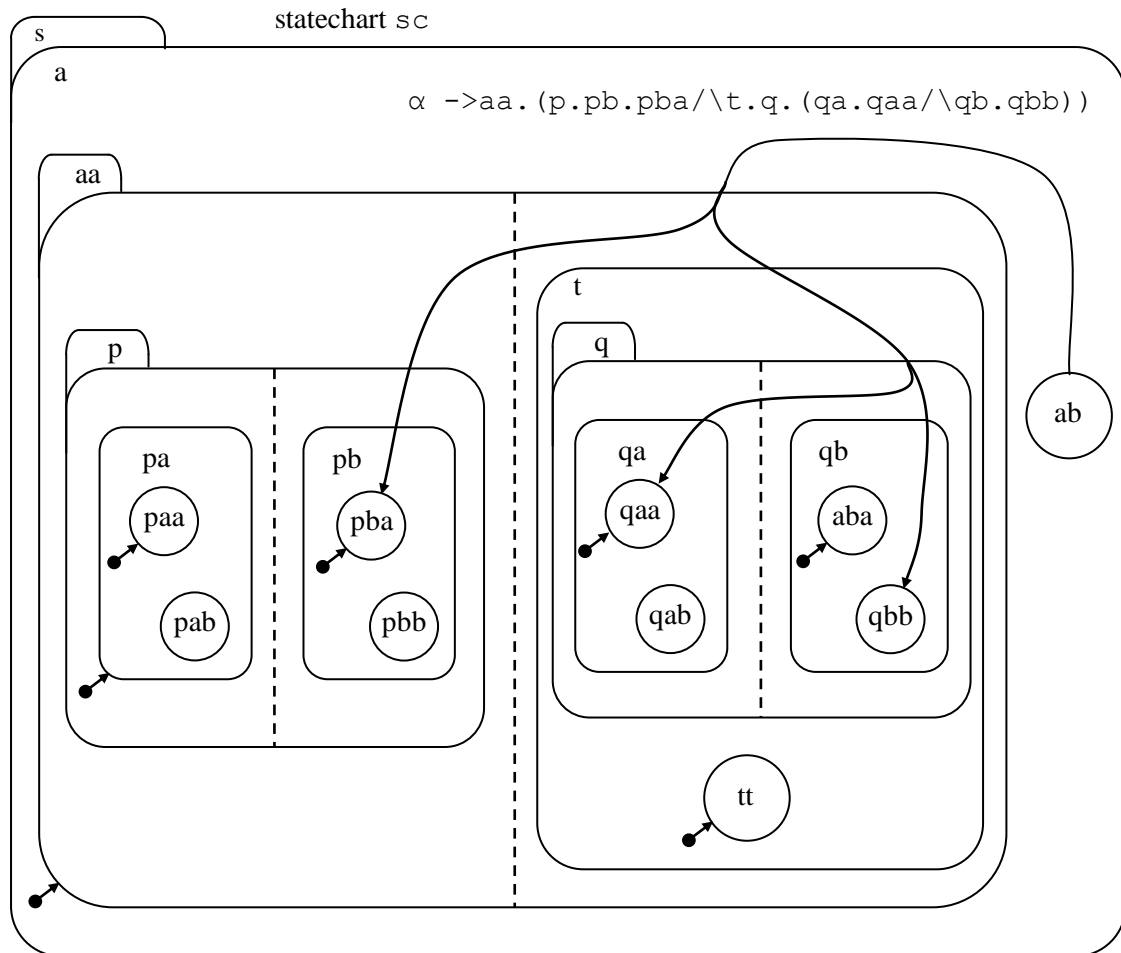 statechart sc
s
a
α ->aa.(p.pb.pba/\t.q.(qa.qaa/\qb.qbb))
aa
t
p
q
ab
pa
pb
qa
qb
paa
pba
qaa
aba
pab
pbb
qab
qbb
tt